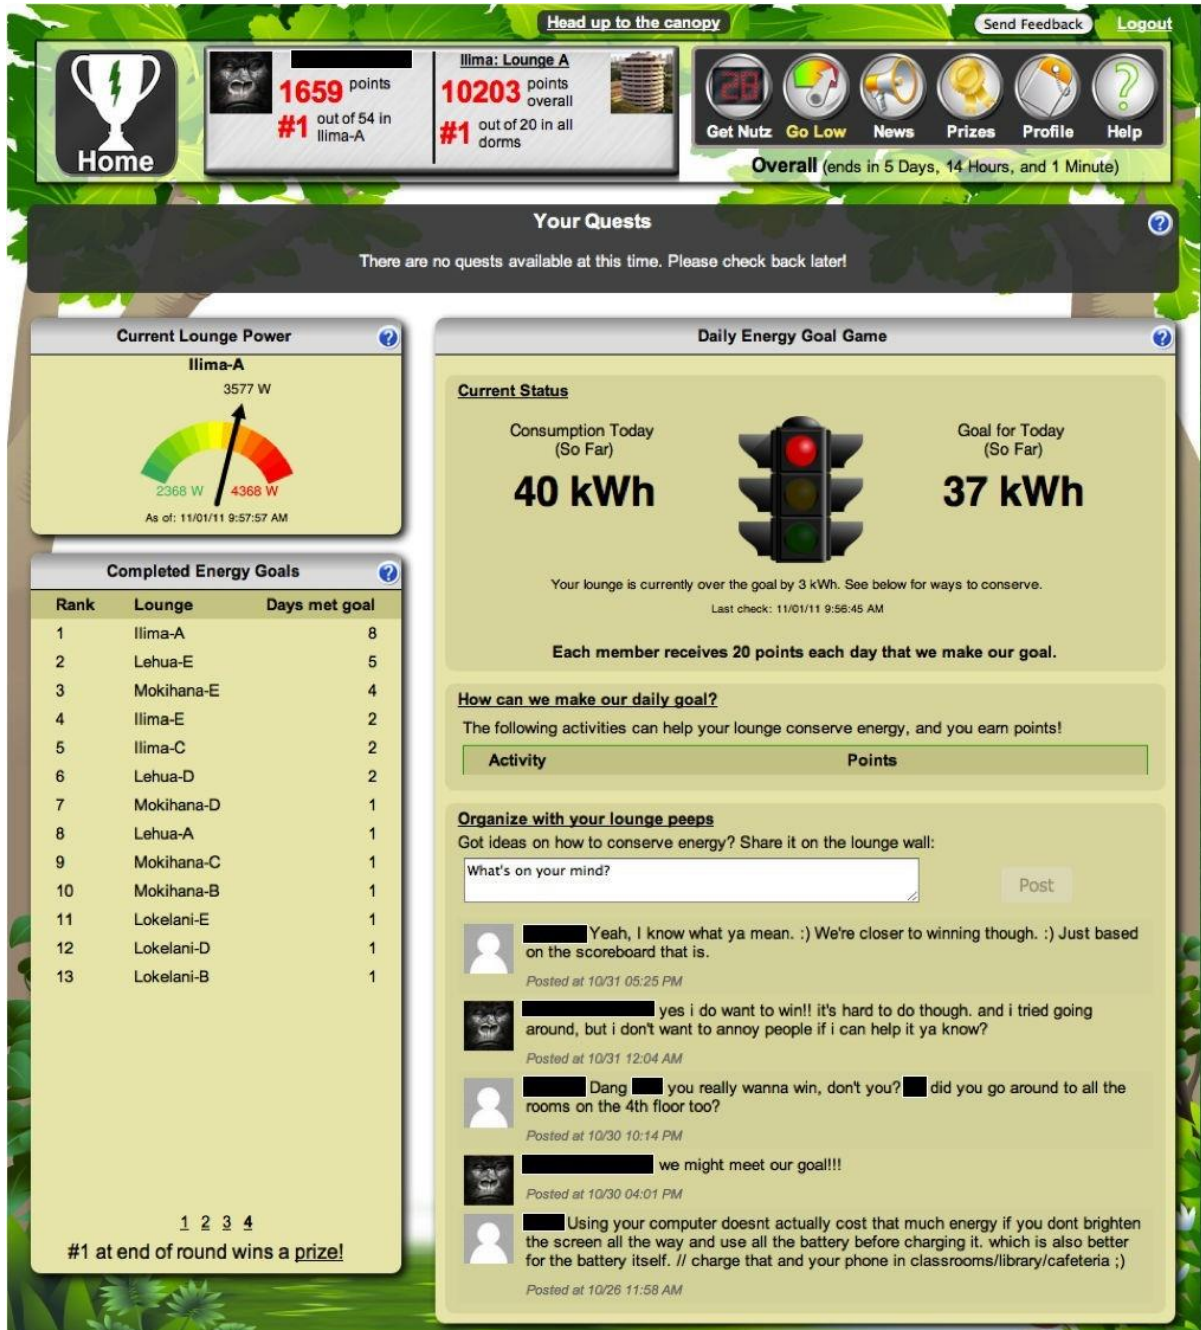 Head up to the canopy
Send Feedback
Logout
Home
1659 points
#1 out of 54 in
Ilima-A
Ilima: Lounge A
10203 points
overall
#1 out of 20 in all
dorms
28
Get Nutz
Go Low
News
Prizes
Profile
Help
Overall (ends in 5 Days, 14 Hours, and 1 Minute)
Your Quests
There are no quests available at this time. Please check back later!
Current Lounge Power
Ilima-A
3577 W
2368 W
4368 W
As of: 11/01/11 9:57:57 AM
Completed Energy Goals
Rank Lounge Days met goal
1 Ilima-A 8
2 Lehua-E 5
3 Mokihana-E 4
4 Ilima-E 2
5 Ilima-C 2
6 Lehua-D 2
7 Mokihana-D 1
8 Lehua-A 1
9 Mokihana-C 1
10 Mokihana-B 1
11 Lokelani-E 1
12 Lokelani-D 1
13 Lokelani-B 1
1 2 3 4
#1 at end of round wins a prize!
Daily Energy Goal Game
Current Status
Consumption Today
(So Far)
40 kWh
Goal for Today
(So Far)
37 kWh
Your lounge is currently over the goal by 3 kWh. See below for ways to conserve.
Last check: 11/01/11 9:56:45 AM
Each member receives 20 points each day that we make our goal.
How can we make our daily goal?
The following activities can help your lounge conserve energy, and you earn points!
Activity Points
Organize with your lounge peeps
Got ideas on how to conserve energy? Share it on the lounge wall:
What's on your mind?
Post
Yeah, I know what ya mean. :) We're closer to winning though. :) Just based
on the scoreboard that is.
Posted at 10/31 05:25 PM
yes i do want to win!! it's hard to do though. and i tried going
around, but i don't want to annoy people if i can help it ya know?
Posted at 10/31 12:04 AM
Dang you really wanna win, don't you? did you go around to all the
rooms on the 4th floor too?
Posted at 10/30 10:14 PM
we might meet our goal!!!
Posted at 10/30 04:01 PM
Using your computer doesnt actually cost that much energy if you dont brighten
the screen all the way and use all the battery before charging it. which is also better
for the battery itself. // charge that and your phone in classrooms/library/cafeteria ;)
Posted at 10/26 11:58 AM